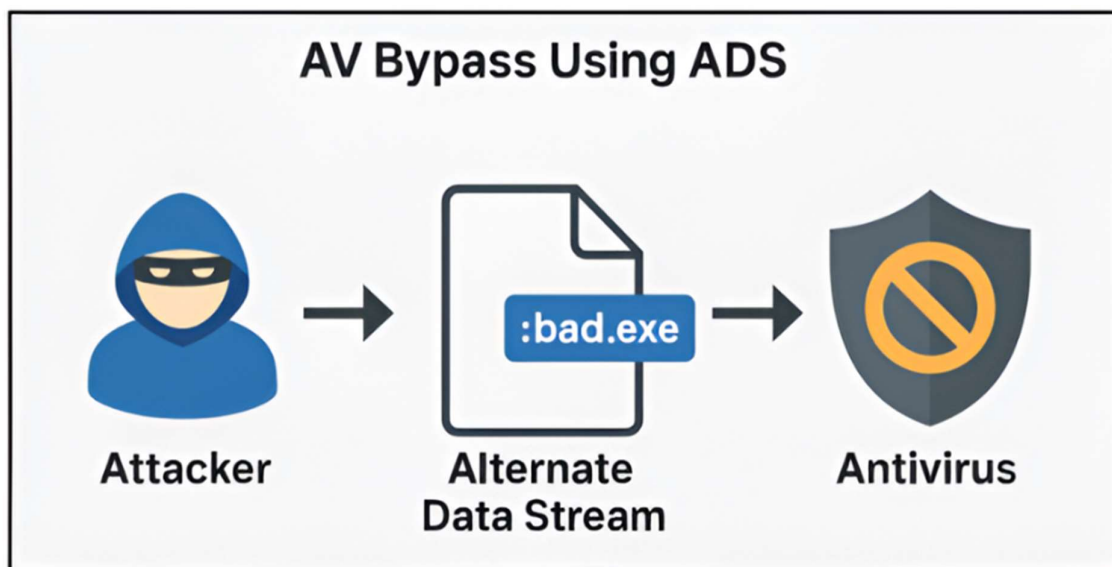 AV Bypass Using ADS
:bad.exe
Attacker
Alternate
Data Stream
Antivirus